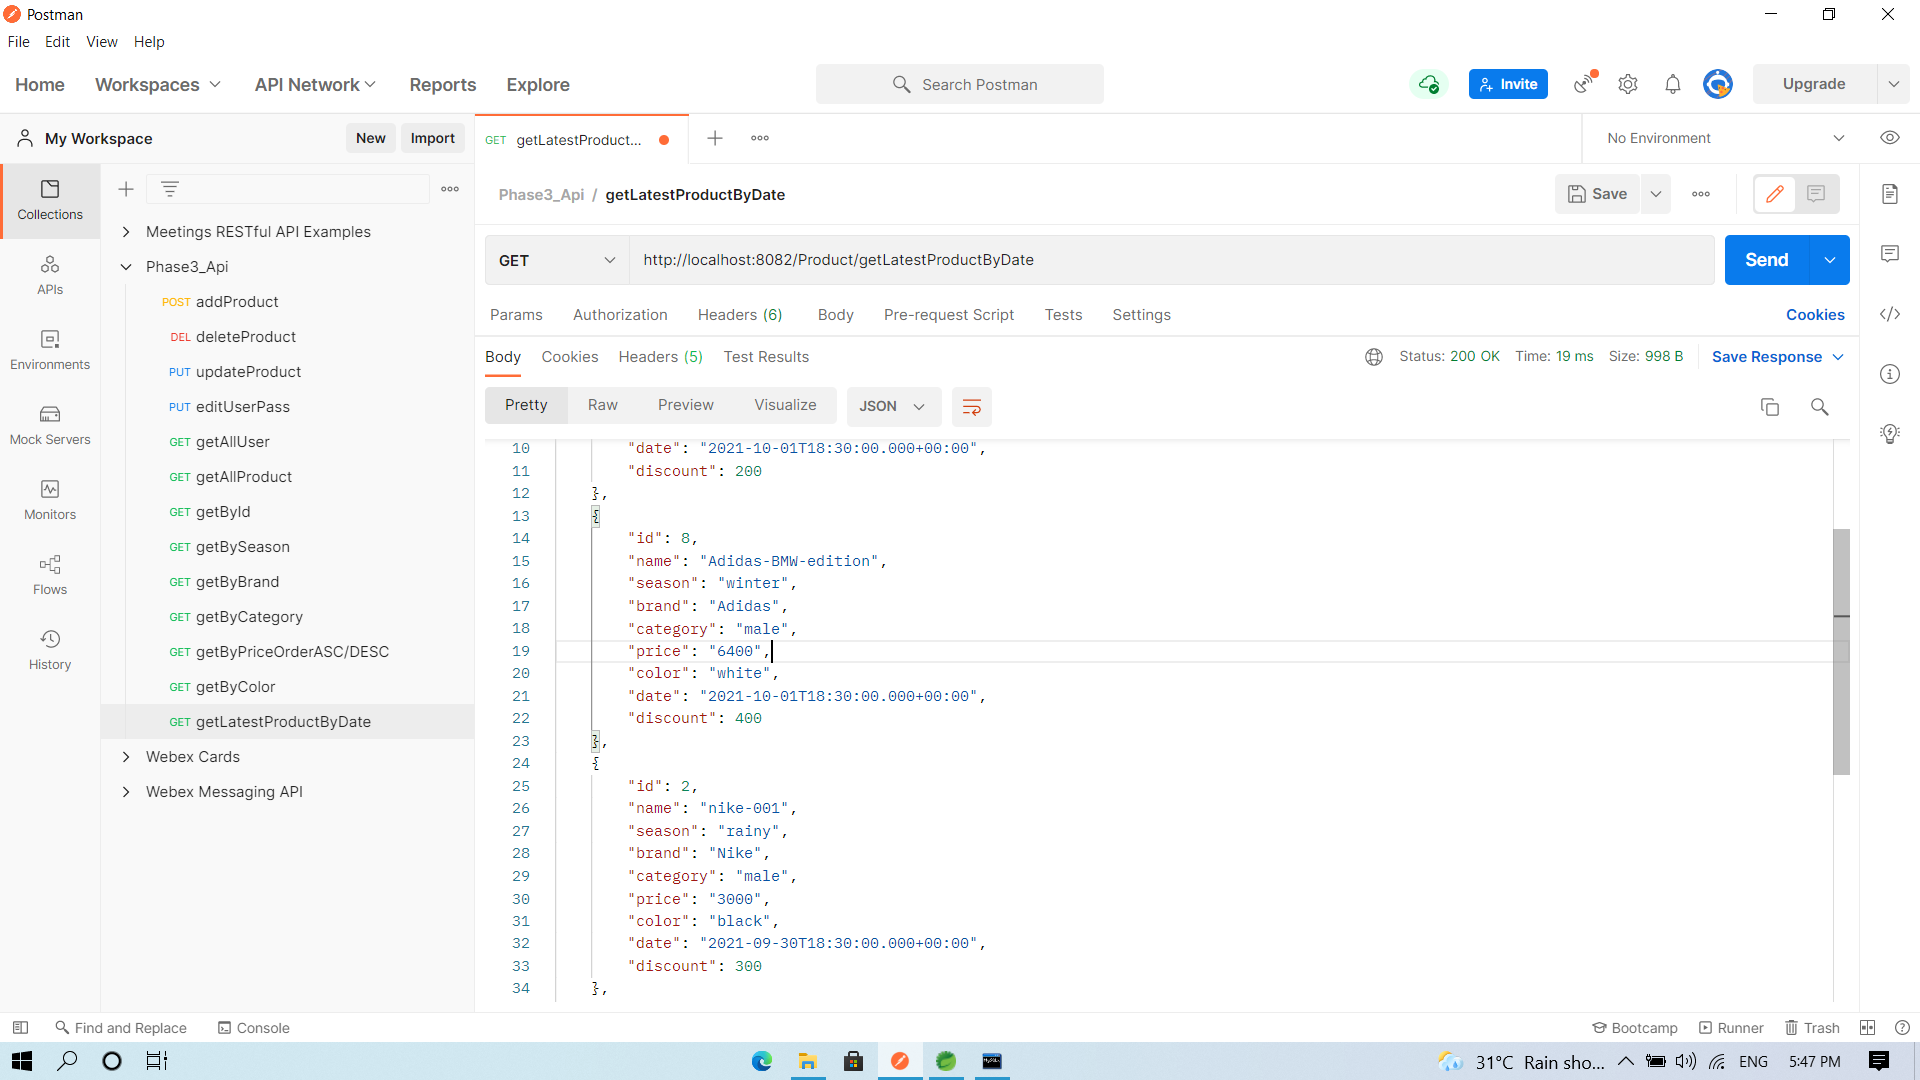 Postman
File Edit View Help
Home Workspaces API Network Reports Explore Search Postman Invite Upgrade
My Workspace New Import GET getLatestProduct... No Environment
Collections
APIs
Environments
Mock Servers
Monitors
Flows
History
Meetings RESTful API Examples
Phase3_Api
POST addProduct
DEL deleteProduct
PUT updateProduct
PUT editUserPass
GET getAllUser
GET getAllProduct
GET getById
GET getBySeason
GET getByBrand
GET getByCategory
GET getByPriceOrderASC/DESC
GET getByColor
GET getLatestProductByDate
Webex Cards
Webex Messaging API
Phase3_Api / getLatestProductByDate Save
GET http://localhost:8082/Product/getLatestProductByDate Send
Params Authorization Headers (6) Body Pre-request Script Tests Settings Cookies
Body Cookies Headers (5) Test Results Status: 200 OK Time: 19 ms Size: 998 B Save Response
Pretty Raw Preview Visualize JSON
10 "date": "2021-10-01T18:30:00.000+00:00",
11 "discount": 200
12 },
13 {
14 "id": 8,
15 "name": "Adidas-BMW-edition",
16 "season": "winter",
17 "brand": "Adidas",
18 "category": "male",
19 "price": "6400",
20 "color": "white",
21 "date": "2021-10-01T18:30:00.000+00:00",
22 "discount": 400
23 },
24 {
25 "id": 2,
26 "name": "nike-001",
27 "season": "rainy",
28 "brand": "Nike",
29 "category": "male",
30 "price": "3000",
31 "color": "black",
32 "date": "2021-09-30T18:30:00.000+00:00",
33 "discount": 300
34 },
Find and Replace Console Bootcamp Runner Trash
31°C Rain sho... ENG 5:47 PM